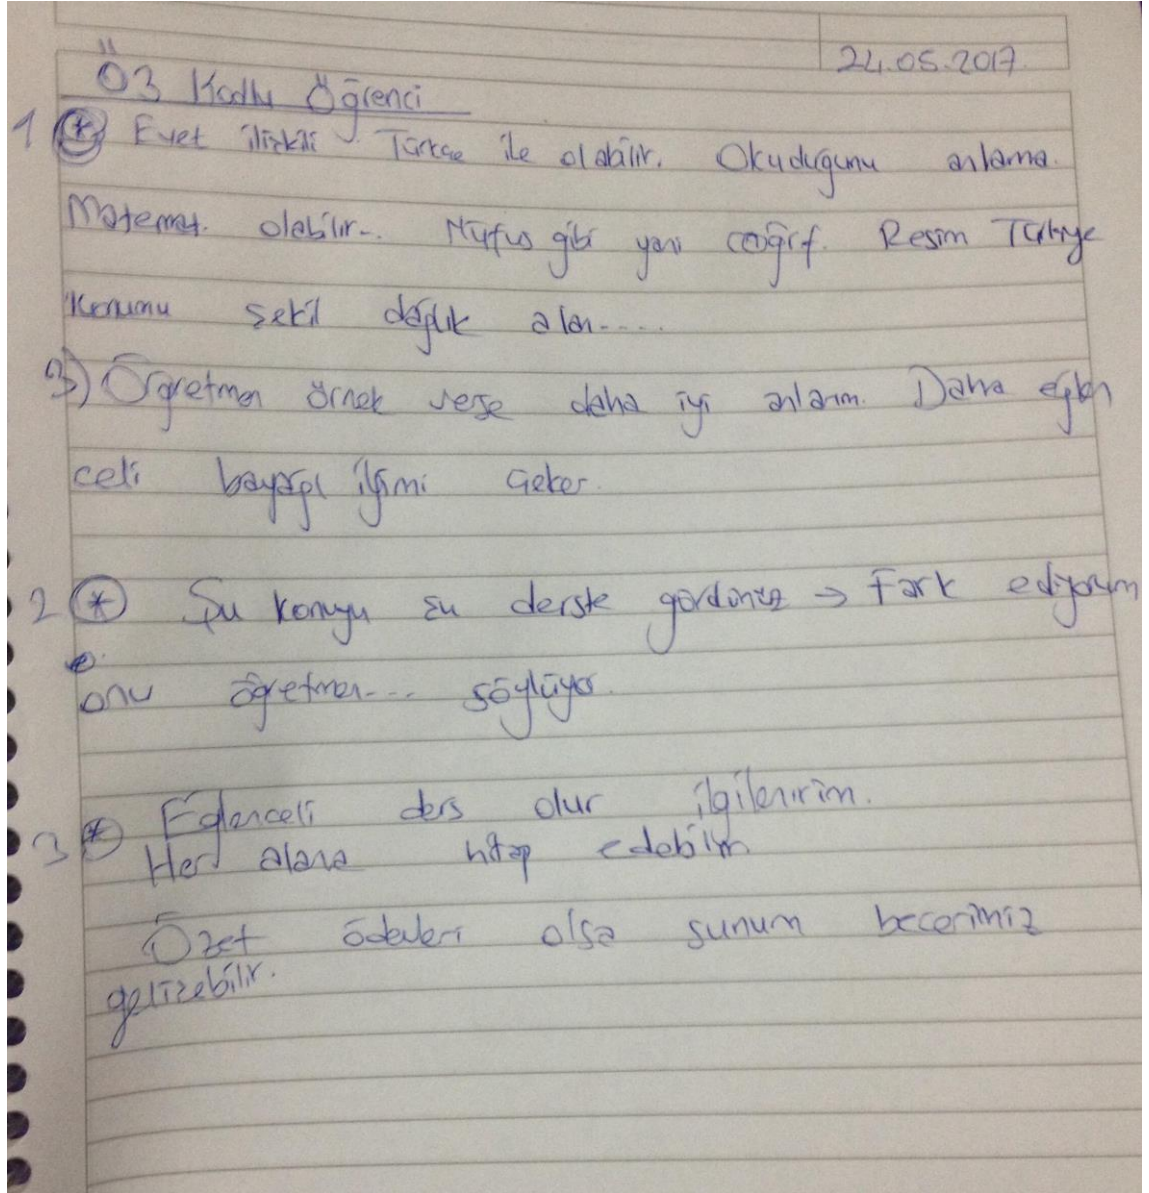 24.05.2017
Ö3 Kodlu Öğrenci
1 * Evet ilişkili. Türkçe ile olabilir. Okuduğunu anlama.
Matemat. olabilir.. Nüfus gibi yani coğrf. Resim Türkiye
Konumu şekil dağlık alan....
3) Öğretmen örnek verse daha iyi anlarım. Daha eğlen
celi bayağı ilgimi çeker.
2 * Şu konuyu şu derste gördünüz → Fark ediyorum
onu öğretmen.... söylüyor.
3 * Eğlenceli ders olur ilgilenirim.
Her alana hitap edebilir.
Özet ödevleri olsa sunum becerimiz
gelişebilir.